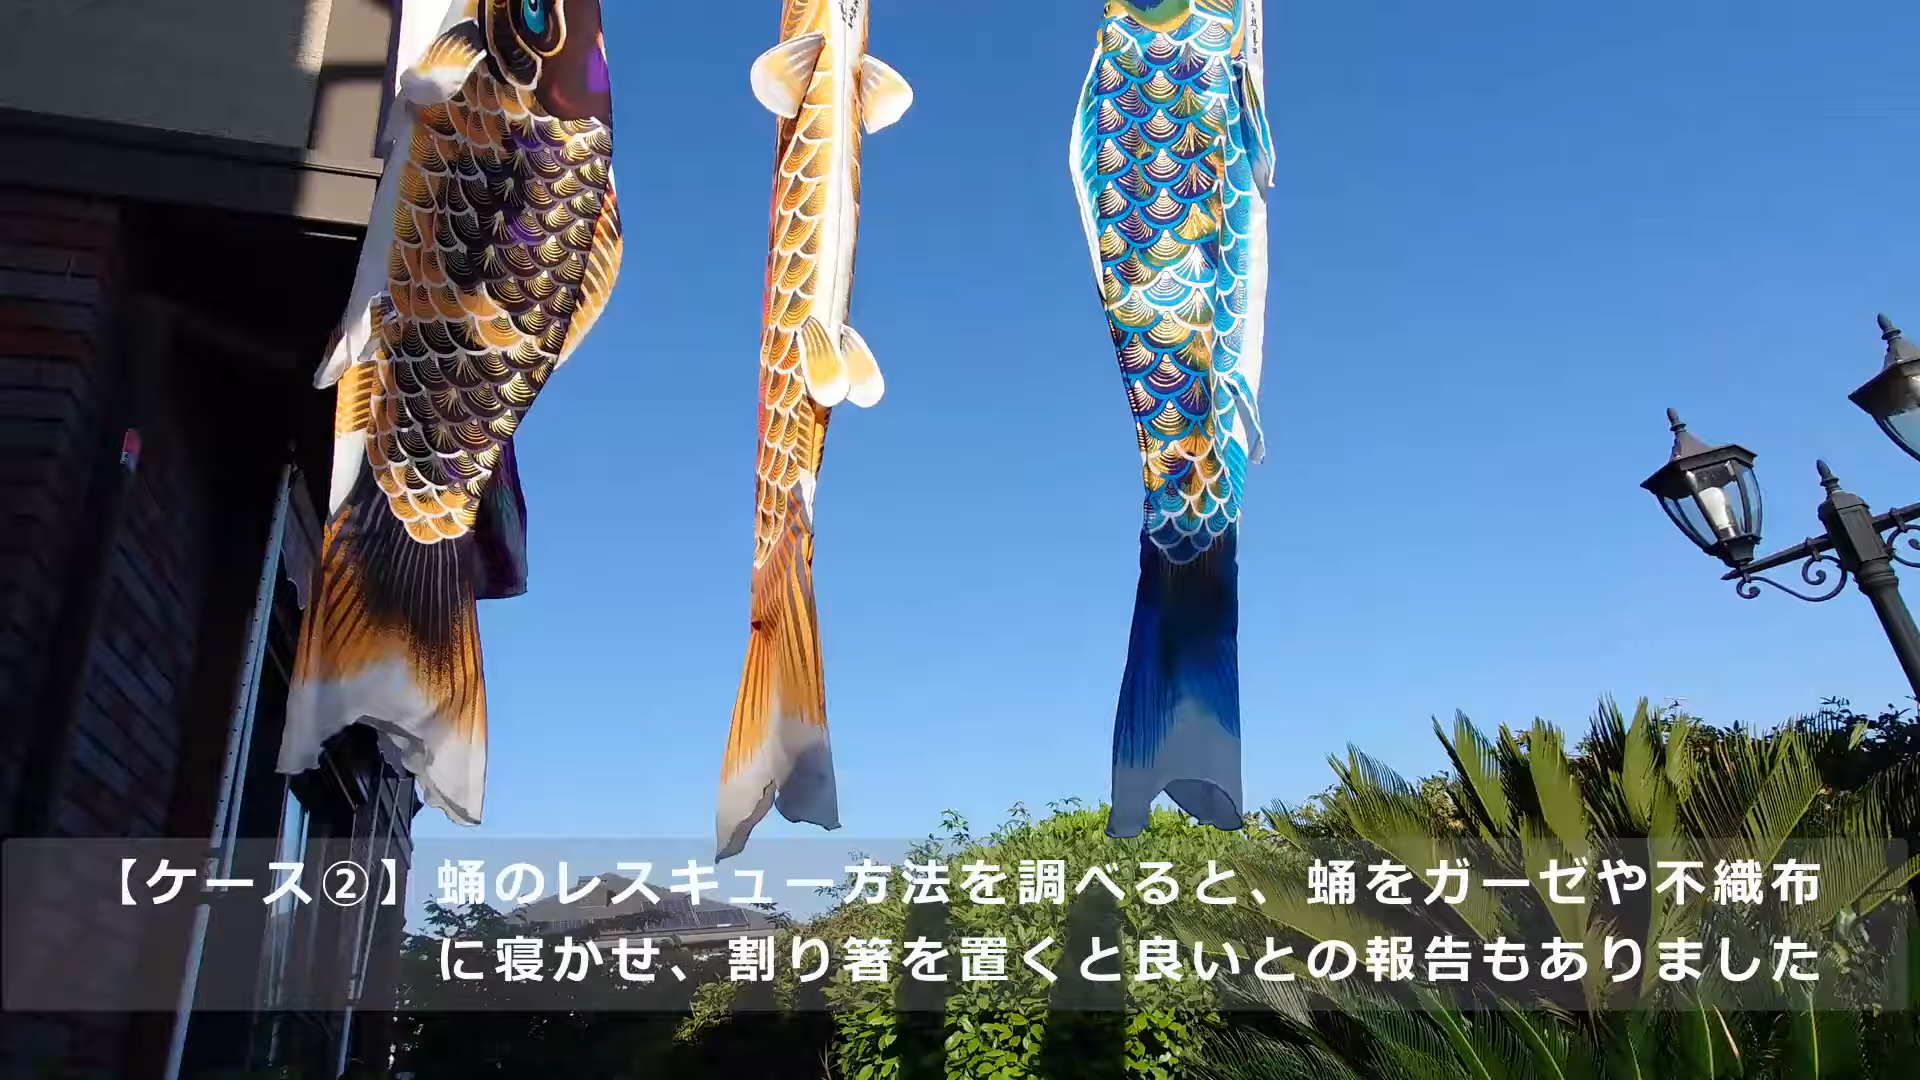 【ケース②】蛹のレスキュー方法を調べると、蛹をガーゼや不織布
に寝かせ、割り箸を置くと良いとの報告もありました